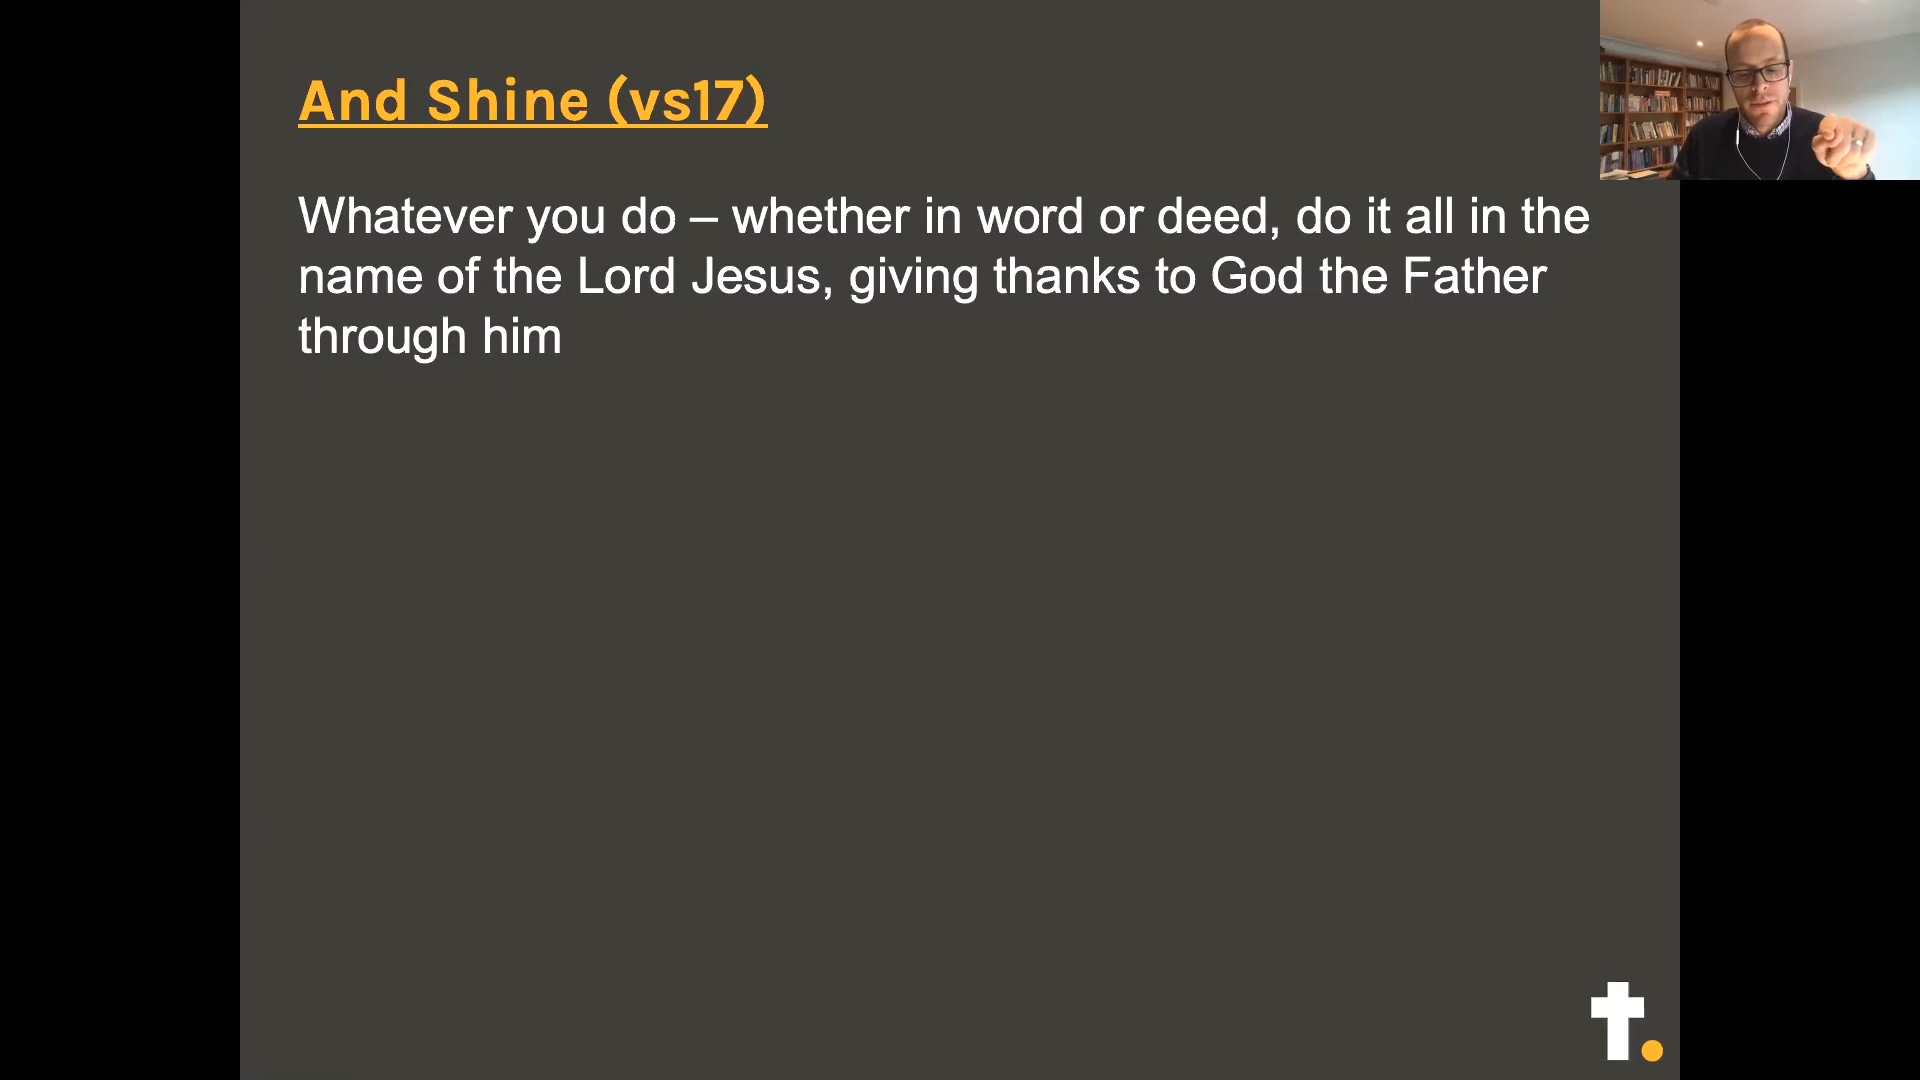 And Shine (vs17)
Whatever you do – whether in word or deed, do it all in the
name of the Lord Jesus, giving thanks to God the Father
through him